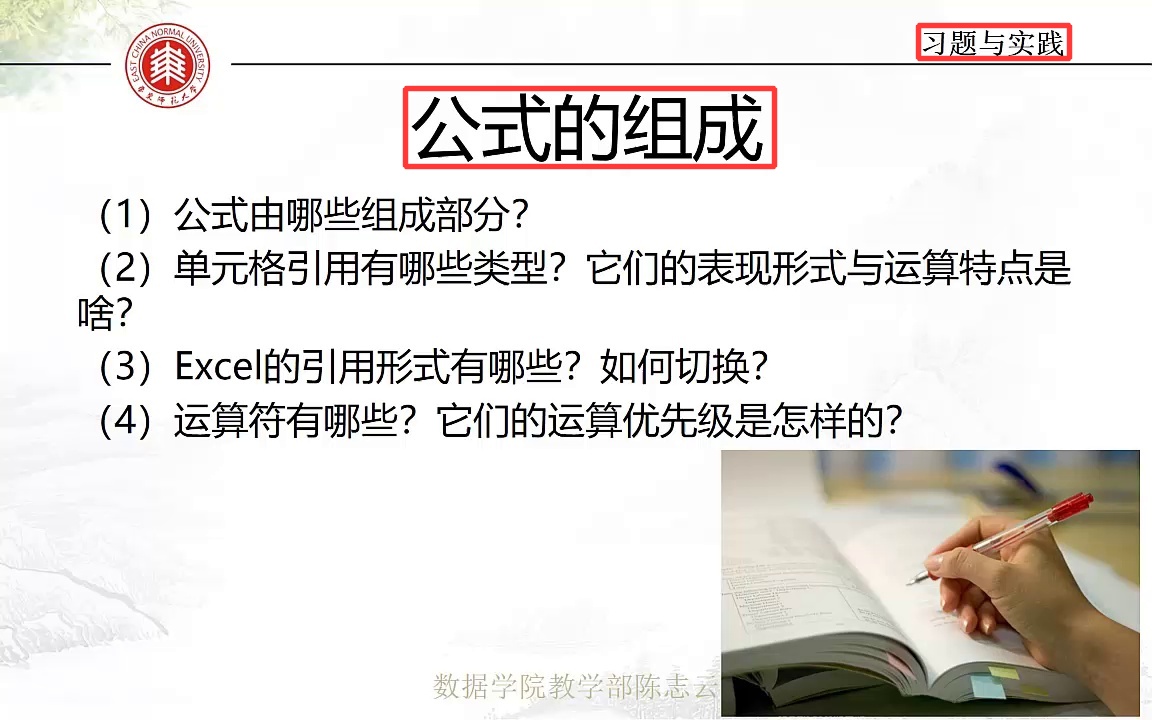 EAST CHINA NORMAL UNIVERSITY
华东师范大学
习题与实践
公式的组成
（1）公式由哪些组成部分？
（2）单元格引用有哪些类型？它们的表现形式与运算特点是
啥？
（3）Excel的引用形式有哪些？如何切换？
（4）运算符有哪些？它们的运算优先级是怎样的？
数据学院教学部陈志云